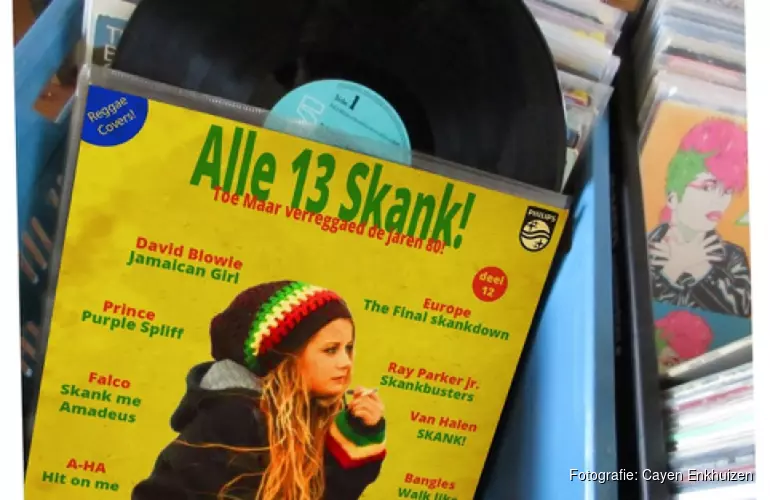 Side 1
Reggae
Covers!
Alle 13 Skank!
Toe Maar verreggaed de jaren 80!
PHILIPS
deel
12
David Blowie
Jamaican Girl
Prince
Purple Spliff
Falco
Skank me
Amadeus
A-HA
Hit on me
Europe
The Final skankdown
Ray Parker jr.
Skankbusters
Van Halen
SKANK!
Bangles
Walk like
Fotografie: Cayen Enkhuizen